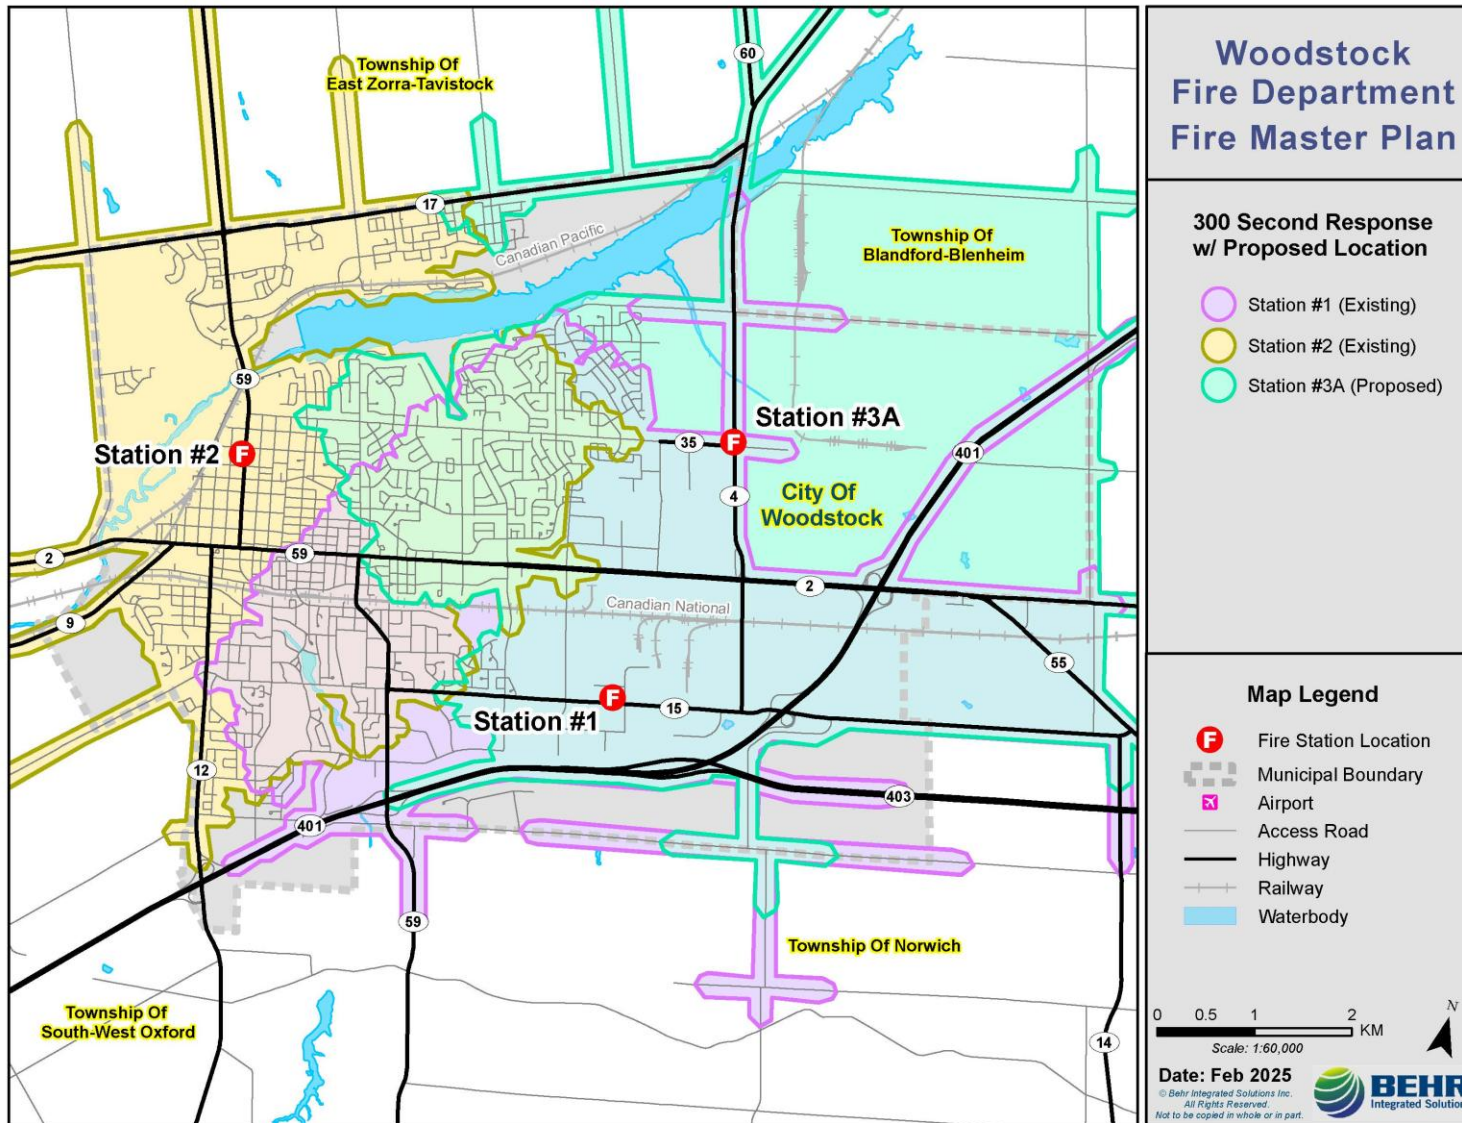 Township Of
East Zorra-Tavistock
60
17
Canadian Pacific
Township Of
Blandford-Blenheim
59
Station #2
Station #3A
35
401
4
City Of
Woodstock
2
59
2
9
Canadian National
55
Station #1
15
12
403
401
59
Township Of Norwich
Township Of
South-West Oxford
14
Woodstock
Fire Department
Fire Master Plan
300 Second Response
w/ Proposed Location
Station #1 (Existing)
Station #2 (Existing)
Station #3A (Proposed)
Map Legend
F Fire Station Location
Municipal Boundary
Airport
Access Road
Highway
Railway
Waterbody
N
0 0.5 1 2
KM
Scale: 1:60,000
Date: Feb 2025
© Behr Integrated Solutions Inc.
All Rights Reserved.
Not to be copied in whole or in part.
BEHR
Integrated Solution